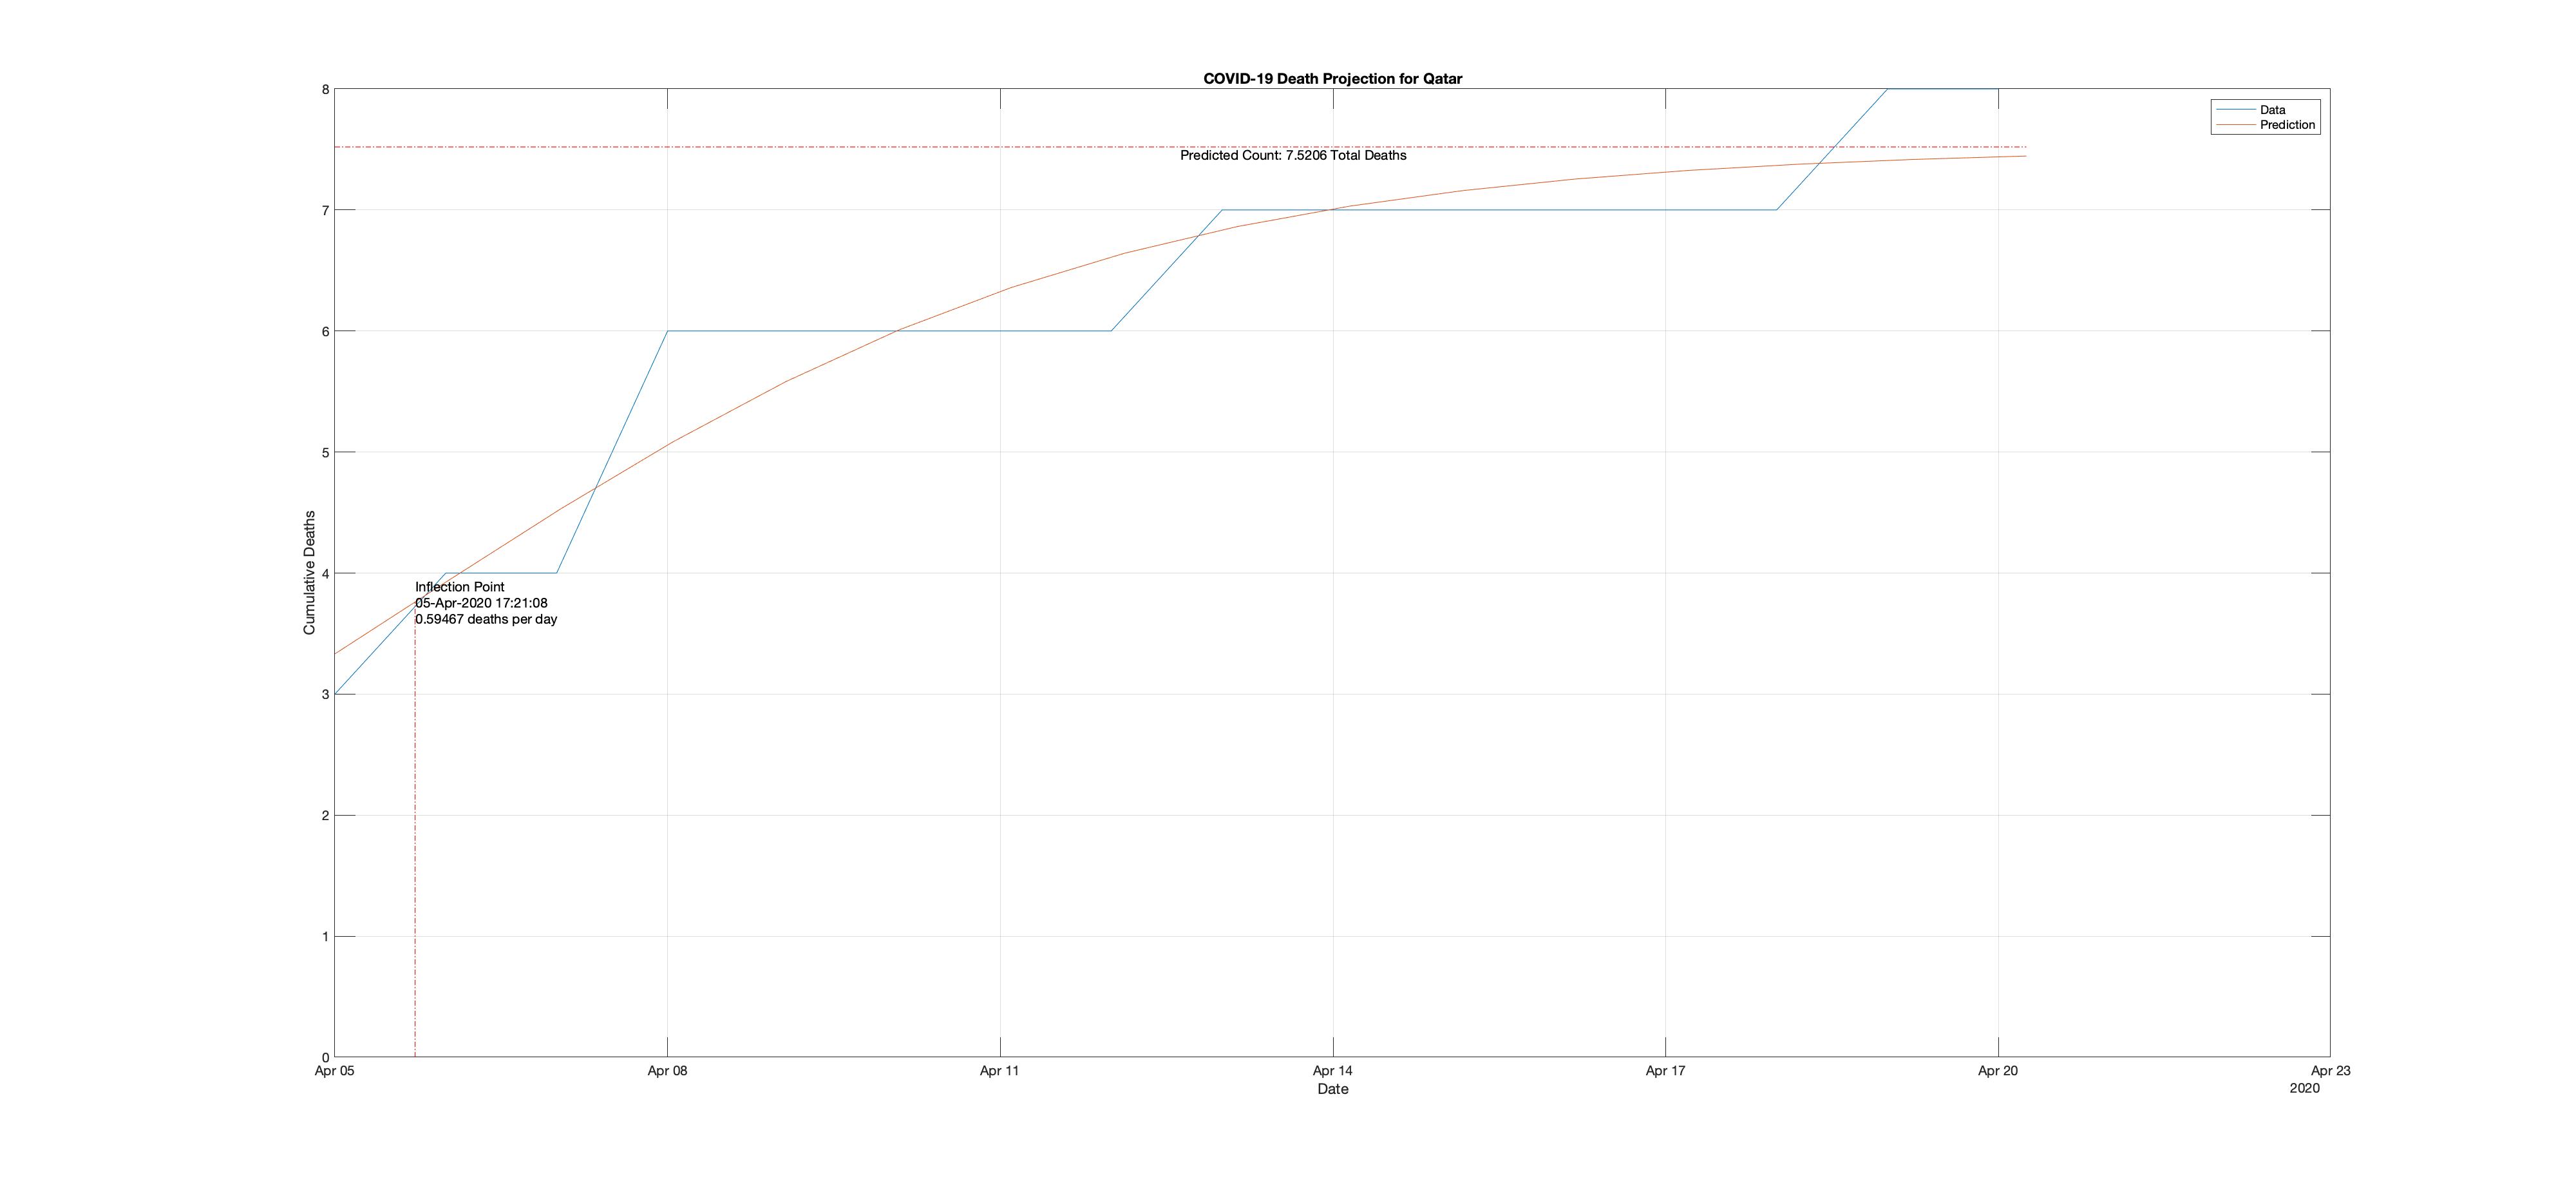 COVID-19 Death Projection for Qatar
Data
Prediction
Predicted Count: 7.5206 Total Deaths
Inflection Point
05-Apr-2020 17:21:08
0.59467 deaths per day
Cumulative Deaths
8
7
6
5
4
3
2
1
0
Apr 05
Apr 08
Apr 11
Apr 14
Apr 17
Apr 20
Apr 23
Date
2020